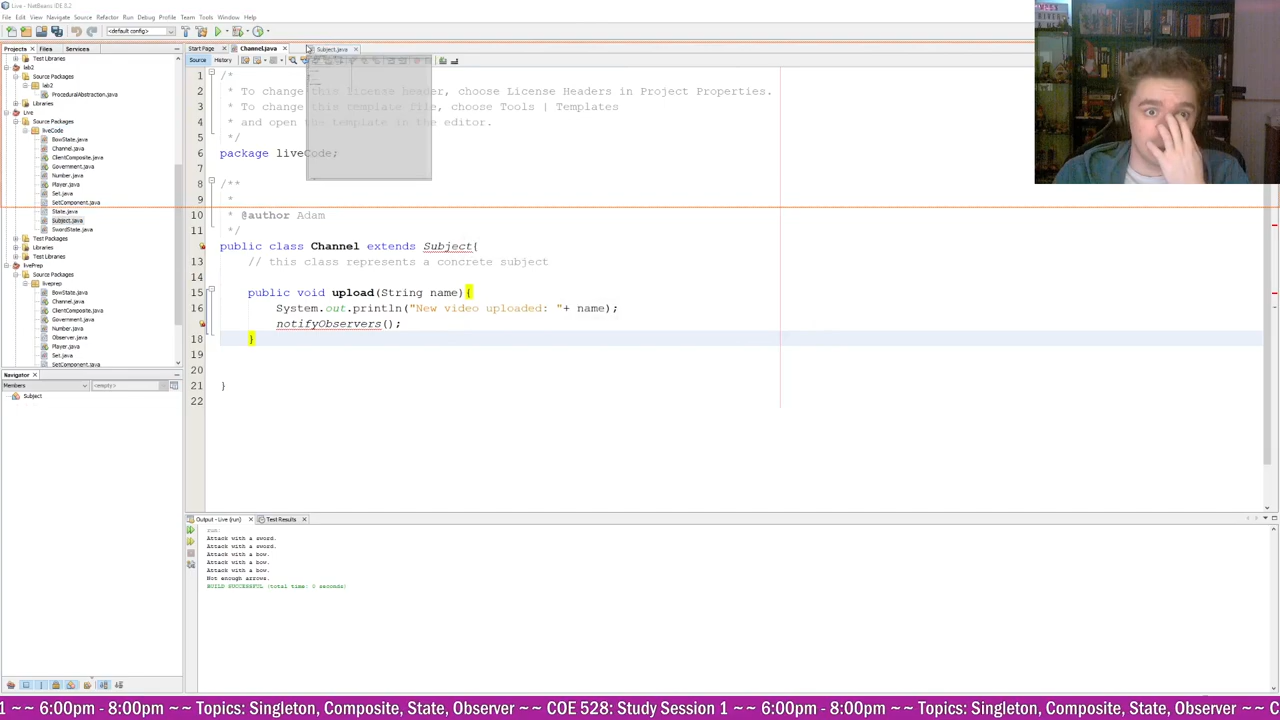 Live - NetBeans IDE 8.2
File Edit View Navigate Source Refactor Run Debug Profile Team Tools Window Help
<default config>
Projects Files Services
Start Page Channel.java Subject.java
Source History
Test Libraries
lab2
Source Packages
lab2
ProceduralAbstraction.java
Libraries
Live
Source Packages
liveCode
BowState.java
Channel.java
ClientComposite.java
Government.java
Number.java
Player.java
Set.java
SetComponent.java
State.java
Subject.java
SwordState.java
Test Packages
Libraries
Test Libraries
livePrep
Source Packages
liveprep
BowState.java
Channel.java
ClientComposite.java
Government.java
Number.java
Observer.java
Player.java
Set.java
SetComponent.java
Navigator
Members <empty>
Subject
1 /*
2 * To change this license header, choose License Headers in Project Properties.
3 * To change this template file, choose Tools | Templates
4 * and open the template in the editor.
5 */
6 package liveCode;
7
8 /**
9 *
10 * @author Adam
11 */
public class Channel extends Subject{
13 // this class represents a concrete subject
14
15 public void upload(String name){
16 System.out.println("New video uploaded: "+ name);
notifyObservers();
18 }
19
20
21 }
22
Output - Live (run) Test Results
run:
Attack with a sword.
Attack with a sword.
Attack with a bow.
Attack with a bow.
Attack with a bow.
Not enough arrows.
BUILD SUCCESSFUL (total time: 0 seconds)
1 ~~ 6:00pm - 8:00pm ~~ Topics: Singleton, Composite, State, Observer ~~ COE 528: Study Session 1 ~~ 6:00pm - 8:00pm ~~ Topics: Singleton, Composite, State, Observer ~~ C